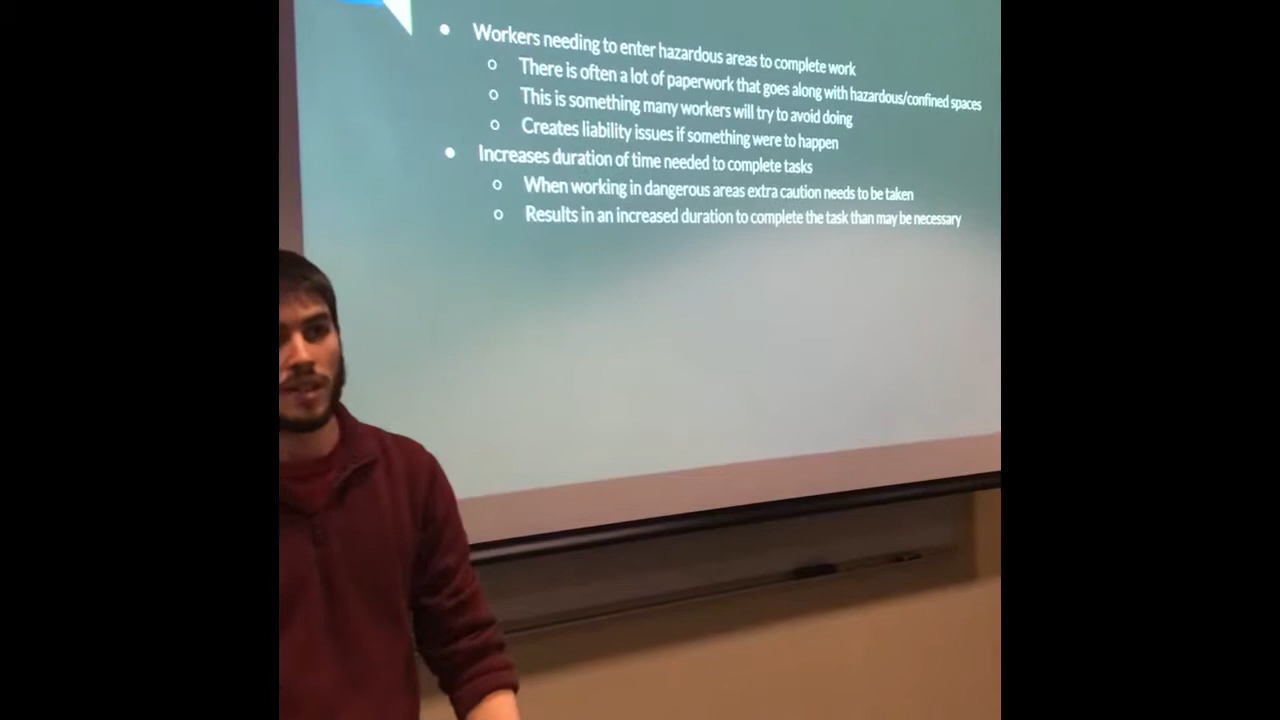 ● Workers needing to enter hazardous areas to complete work
○ There is often a lot of paperwork that goes along with hazardous/confined spaces
○ This is something many workers will try to avoid doing
○ Creates liability issues if something were to happen
● Increases duration of time needed to complete tasks
○ When working in dangerous areas extra caution needs to be taken
○ Results in an increased duration to complete the task than may be necessary